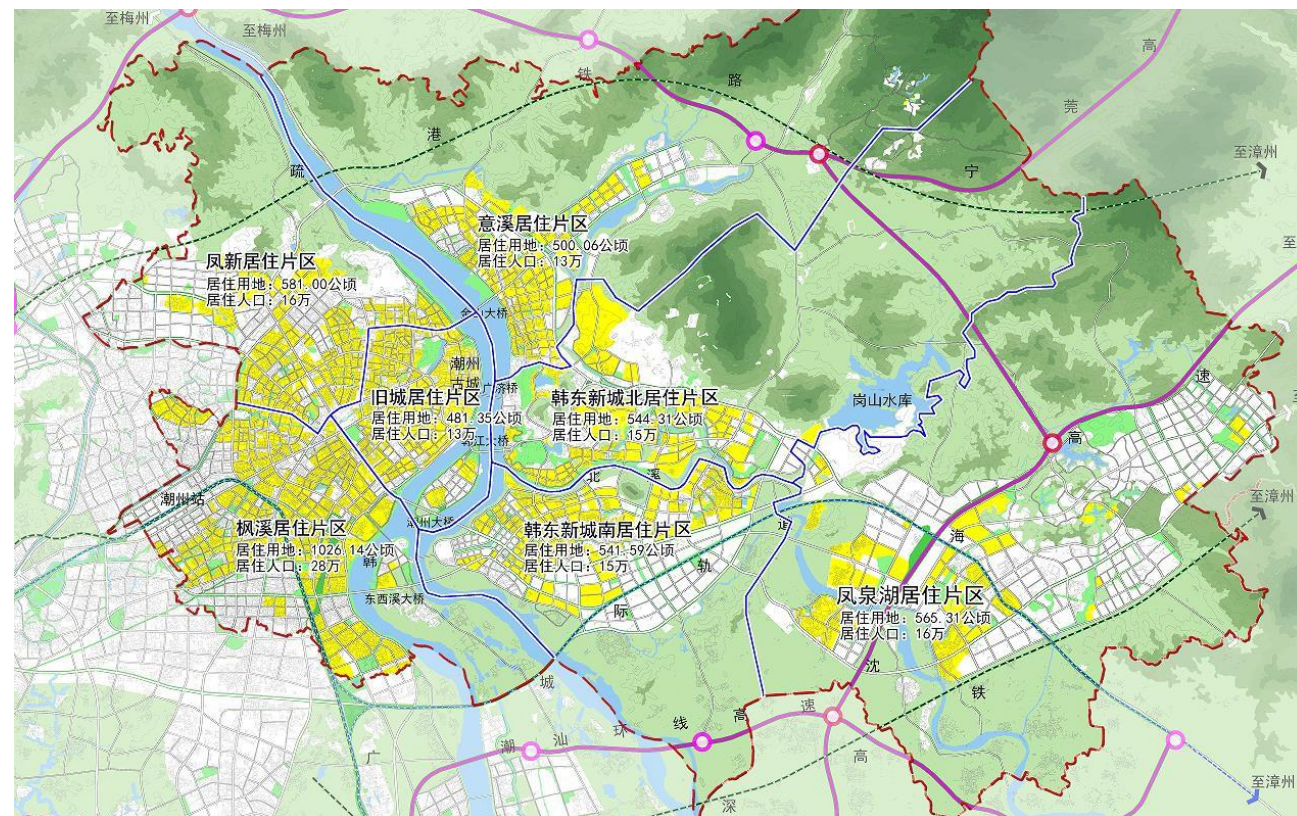 至梅州
至梅州
铁
路
高
莞
港
至漳州
宁
疏
意溪居住片区
居住用地：500.06公顷
居住人口：13万
凤新居住片区
居住用地：581.00公顷
居住人口：16万
大桥
潮州
古城
广济桥
旧城居住片区
居住用地：481.35公顷
居住人口：13万
江大桥
韩东新城北居住片区
居住用地：544.31公顷
居住人口：15万
岗山水库
速
高
北
溪
潮州站
至漳州
枫溪居住片区
居住用地：1026.14公顷
居住人口：28万
州大桥
韩
韩东新城南居住片区
居住用地：541.59公顷
居住人口：15万
轨
海
际
东西溪大桥
凤泉湖居住片区
居住用地：565.31公顷
居住人口：16万
沈
铁
城
线
高
速
环
汕
潮
广
高
深
至漳州